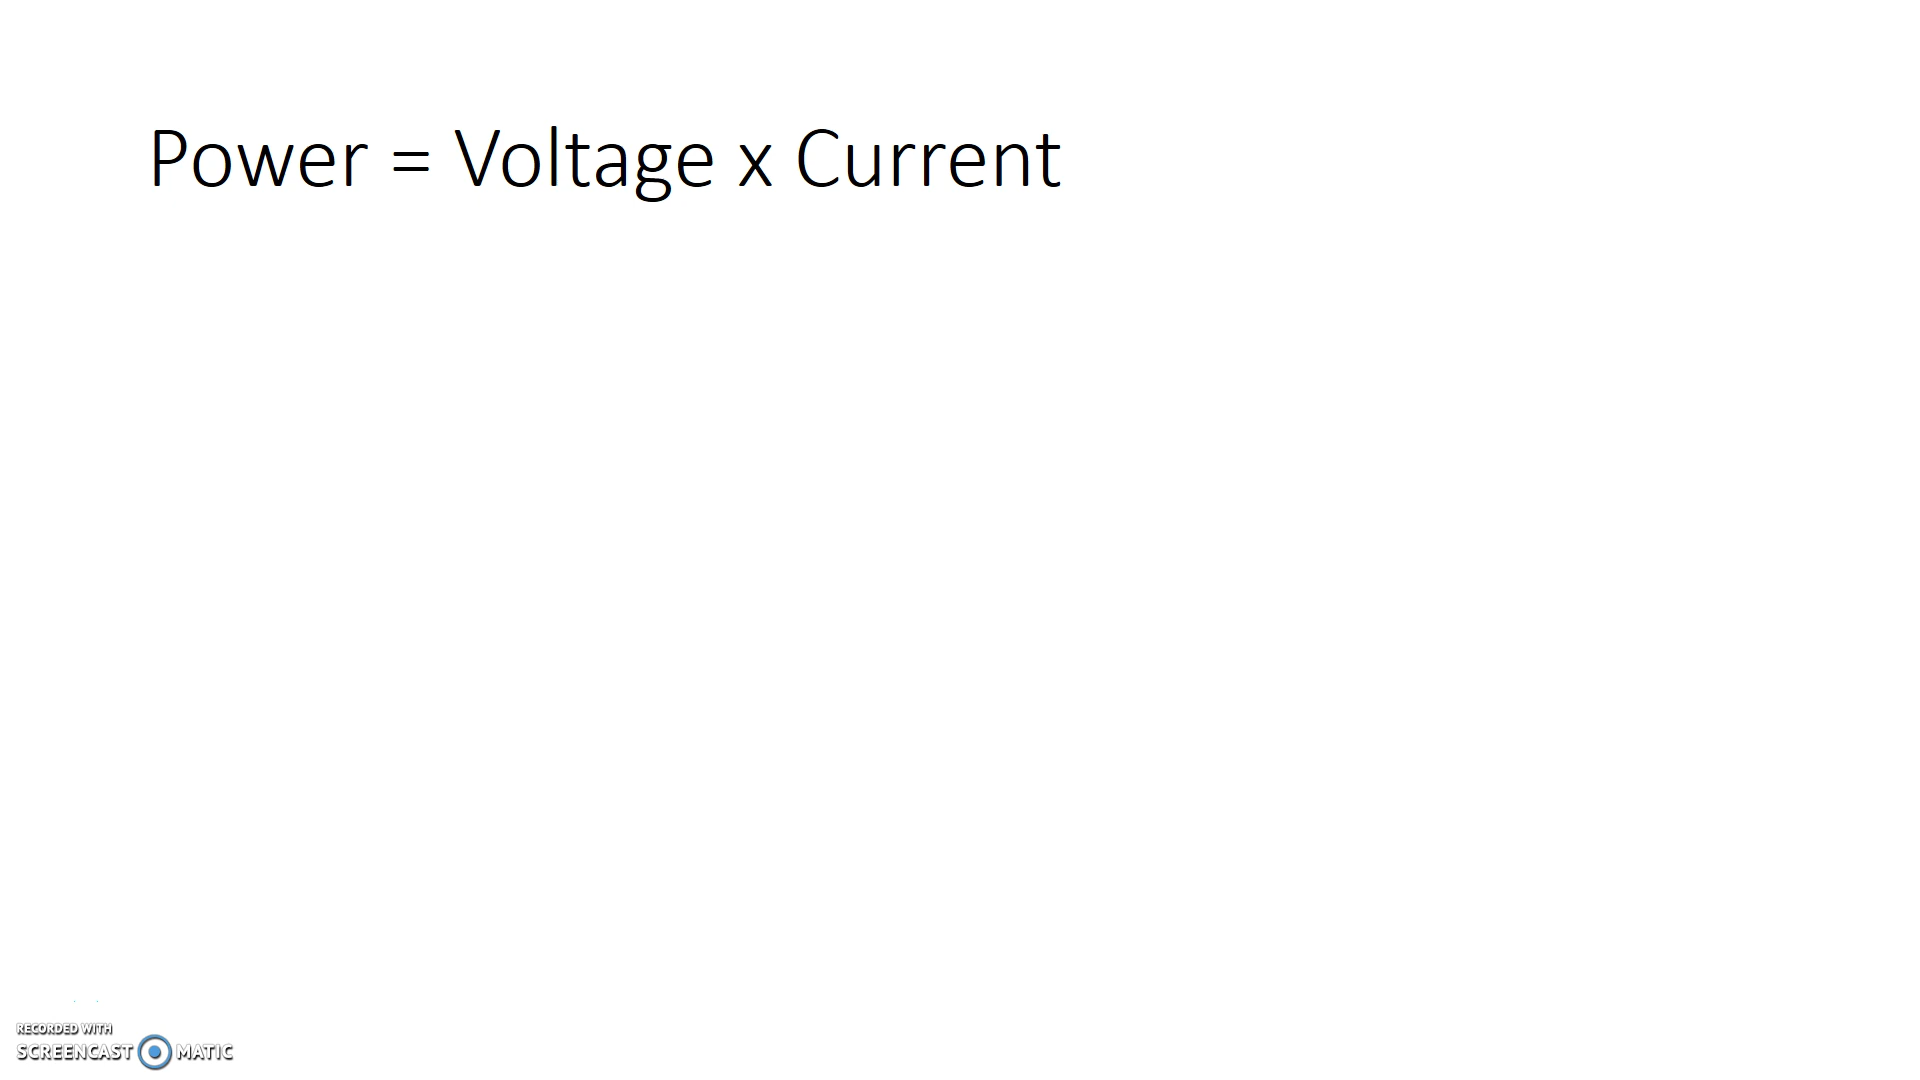 Power = Voltage x Current
RECORDED WITH
SCREENCAST MATIC